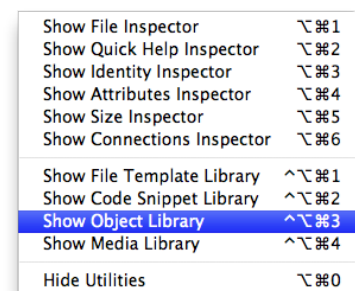 Show File Inspector ⌥⌘1
Show Quick Help Inspector ⌥⌘2
Show Identity Inspector ⌥⌘3
Show Attributes Inspector ⌥⌘4
Show Size Inspector ⌥⌘5
Show Connections Inspector ⌥⌘6
Show File Template Library ^⌥⌘1
Show Code Snippet Library ^⌥⌘2
Show Object Library ^⌥⌘3
Show Media Library ^⌥⌘4
Hide Utilities ⌥⌘0